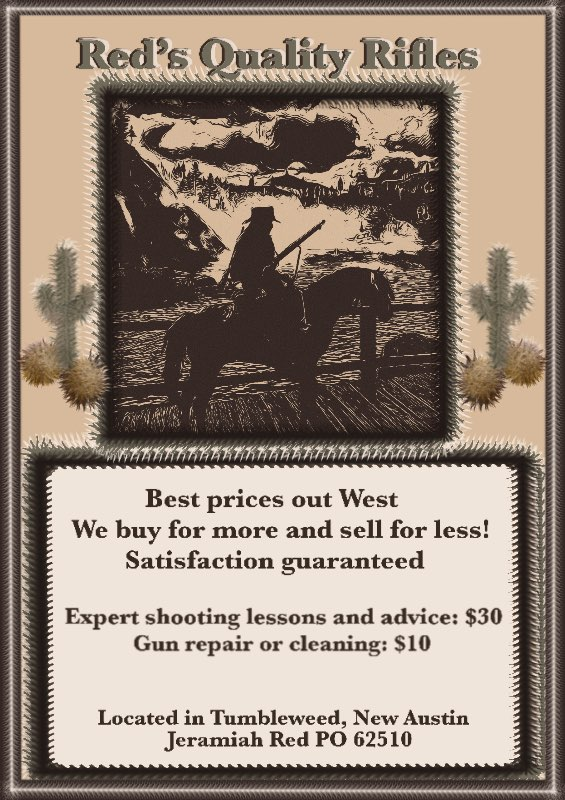 Red's Quality Rifles
Best prices out West
We buy for more and sell for less!
Satisfaction guaranteed
Expert shooting lessons and advice: $30
Gun repair or cleaning: $10
Located in Tumbleweed, New Austin
Jeramiah Red PO 62510